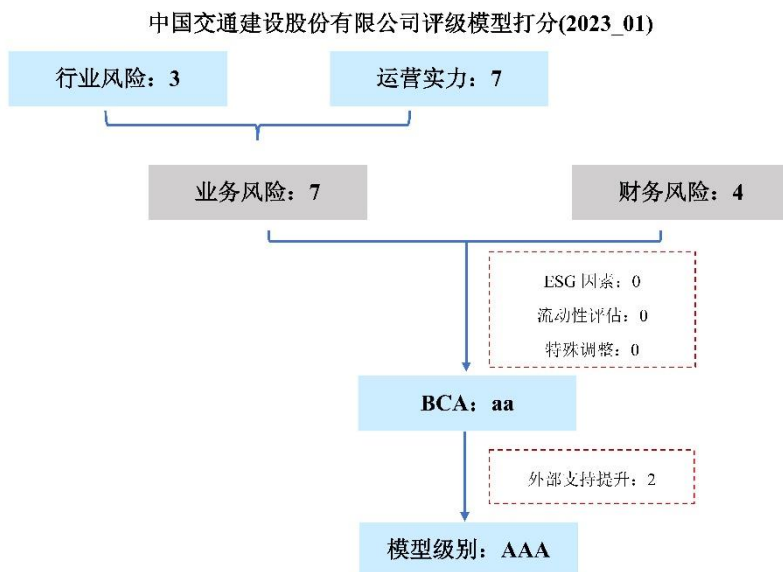 中国交通建设股份有限公司评级模型打分(2023_01)
行业风险：3
运营实力：7
业务风险：7
财务风险：4
ESG 因素：0
流动性评估：0
特殊调整：0
BCA：aa
外部支持提升：2
模型级别：AAA